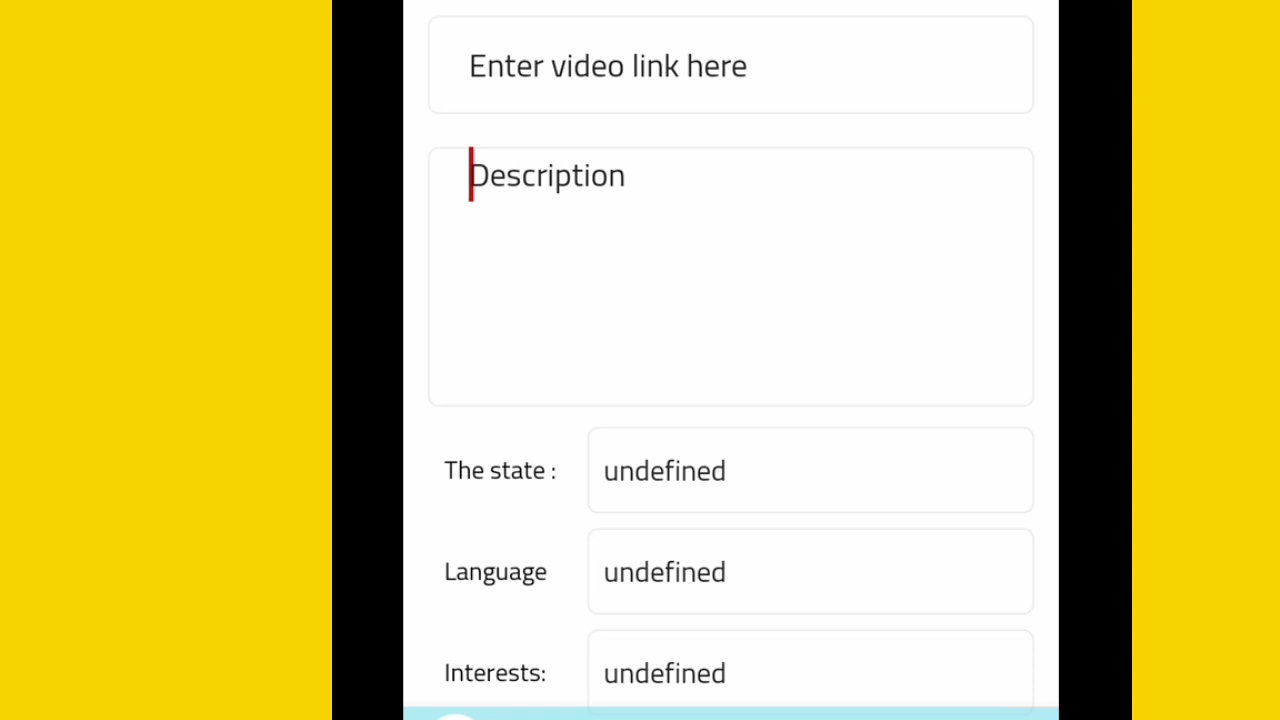 Enter video link here
Description
The state : undefined
Language undefined
Interests: undefined